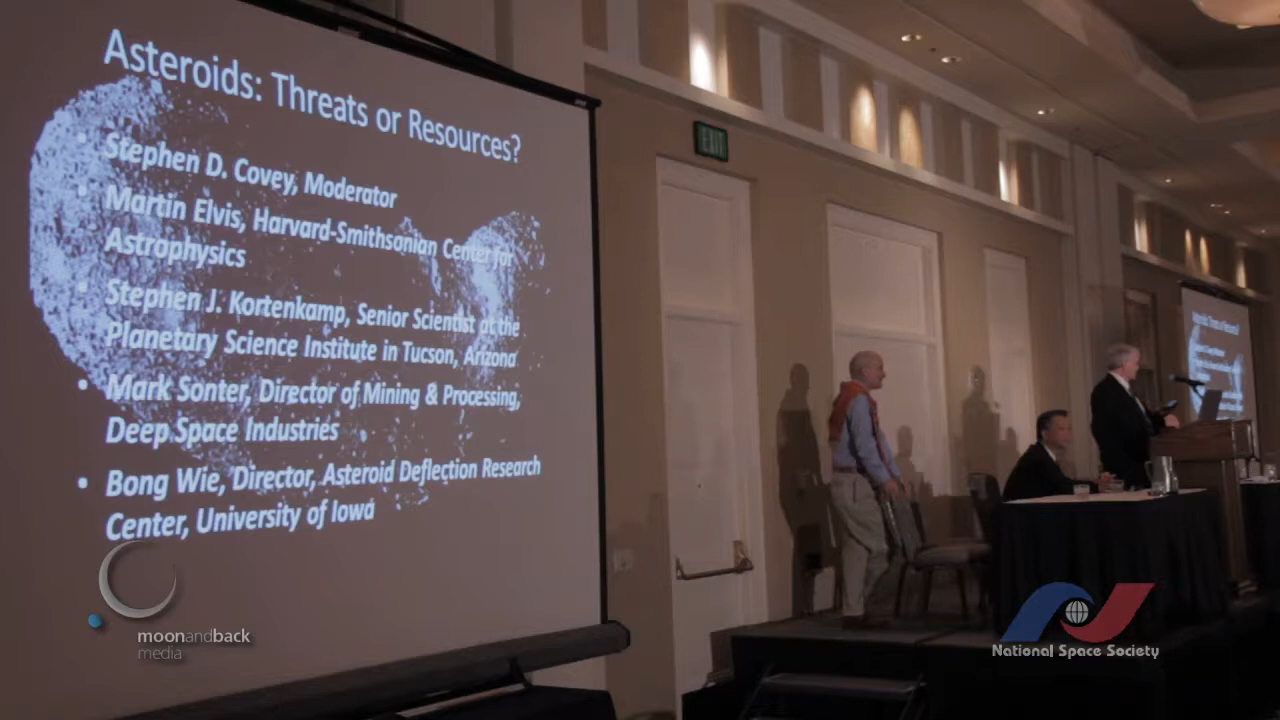 Asteroids: Threats or Resources?
• Stephen D. Covey, Moderator
• Martin Elvis, Harvard-Smithsonian Center for
Astrophysics
• Stephen J. Kortenkamp, Senior Scientist at the
Planetary Science Institute in Tucson, Arizona
• Mark Sonter, Director of Mining & Processing,
Deep Space Industries
• Bong Wie, Director, Asteroid Deflection Research
Center, University of Iowa
EXIT
moonandback
media
National Space Society